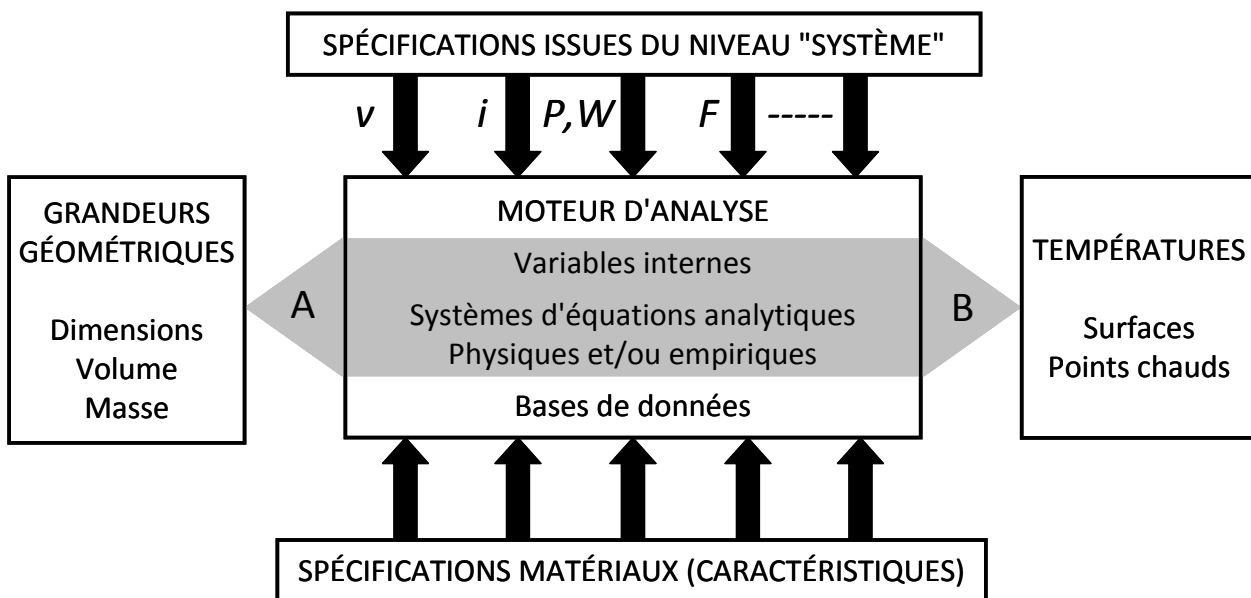 SPÉCIFICATIONS ISSUES DU NIVEAU "SYSTÈME"
v i P,W F -----
GRANDEURS
GÉOMÉTRIQUES
Dimensions
Volume
Masse
A
MOTEUR D'ANALYSE
Variables internes
Systèmes d'équations analytiques
Physiques et/ou empiriques
Bases de données
B
TEMPÉRATURES
Surfaces
Points chauds
SPÉCIFICATIONS MATÉRIAUX (CARACTÉRISTIQUES)